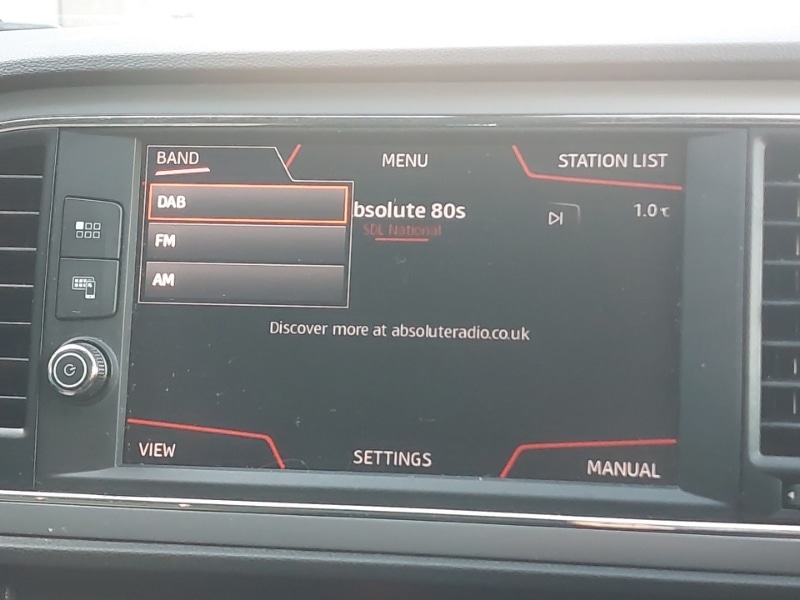 BAND
MENU
STATION LIST
DAB
bsolute 80s
1.0°C
SDL National
FM
AM
Discover more at absoluteradio.co.uk
VIEW
SETTINGS
MANUAL